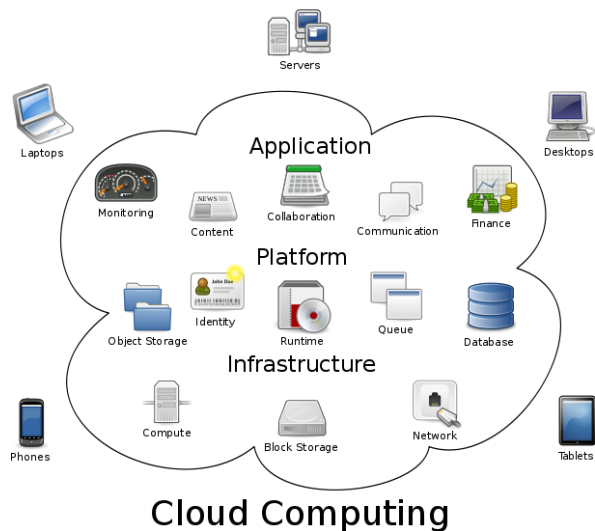 Servers
Laptops
Desktops
Application
Monitoring
NEWS
Content
Collaboration
Communication
Finance
Platform
Object Storage
John Doe
Identity
Runtime
Queue
Database
Infrastructure
Compute
Block Storage
Network
Phones
Tablets
Cloud Computing